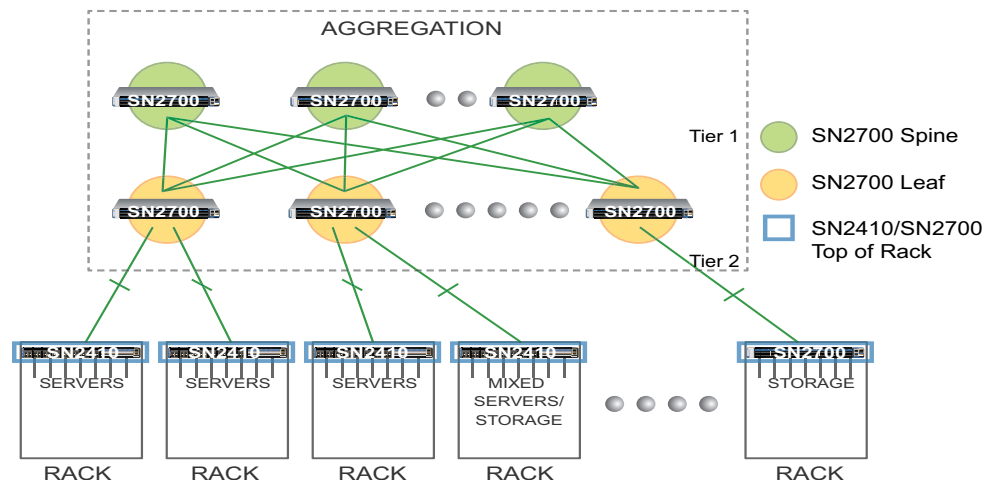 AGGREGATION
SN2700
SN2700
SN2700
Tier 1
SN2700 Spine
SN2700
SN2700
SN2700
SN2700 Leaf
SN2410/SN2700
Top of Rack
Tier 2
SN2410
SN2410
SN2410
SN2410
SN2700
SERVERS
SERVERS
SERVERS
MIXED
SERVERS/
STORAGE
STORAGE
RACK
RACK
RACK
RACK
RACK